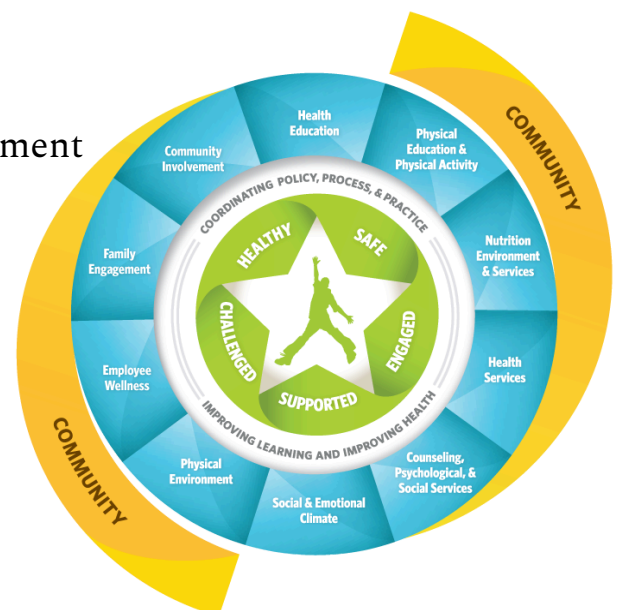 ment
COMMUNITY
Health
Education
Physical
Education &
Physical Activity
Nutrition
Environment
& Services
Health
Services
Counseling,
Psychological, &
Social Services
Social & Emotional
Climate
Physical
Environment
Employee
Wellness
Family
Engagement
Community
Involvement
COORDINATING POLICY, PROCESS, & PRACTICE
IMPROVING LEARNING AND IMPROVING HEALTH
HEALTHY
SAFE
ENGAGED
SUPPORTED
CHALLENGED
COMMUNITY